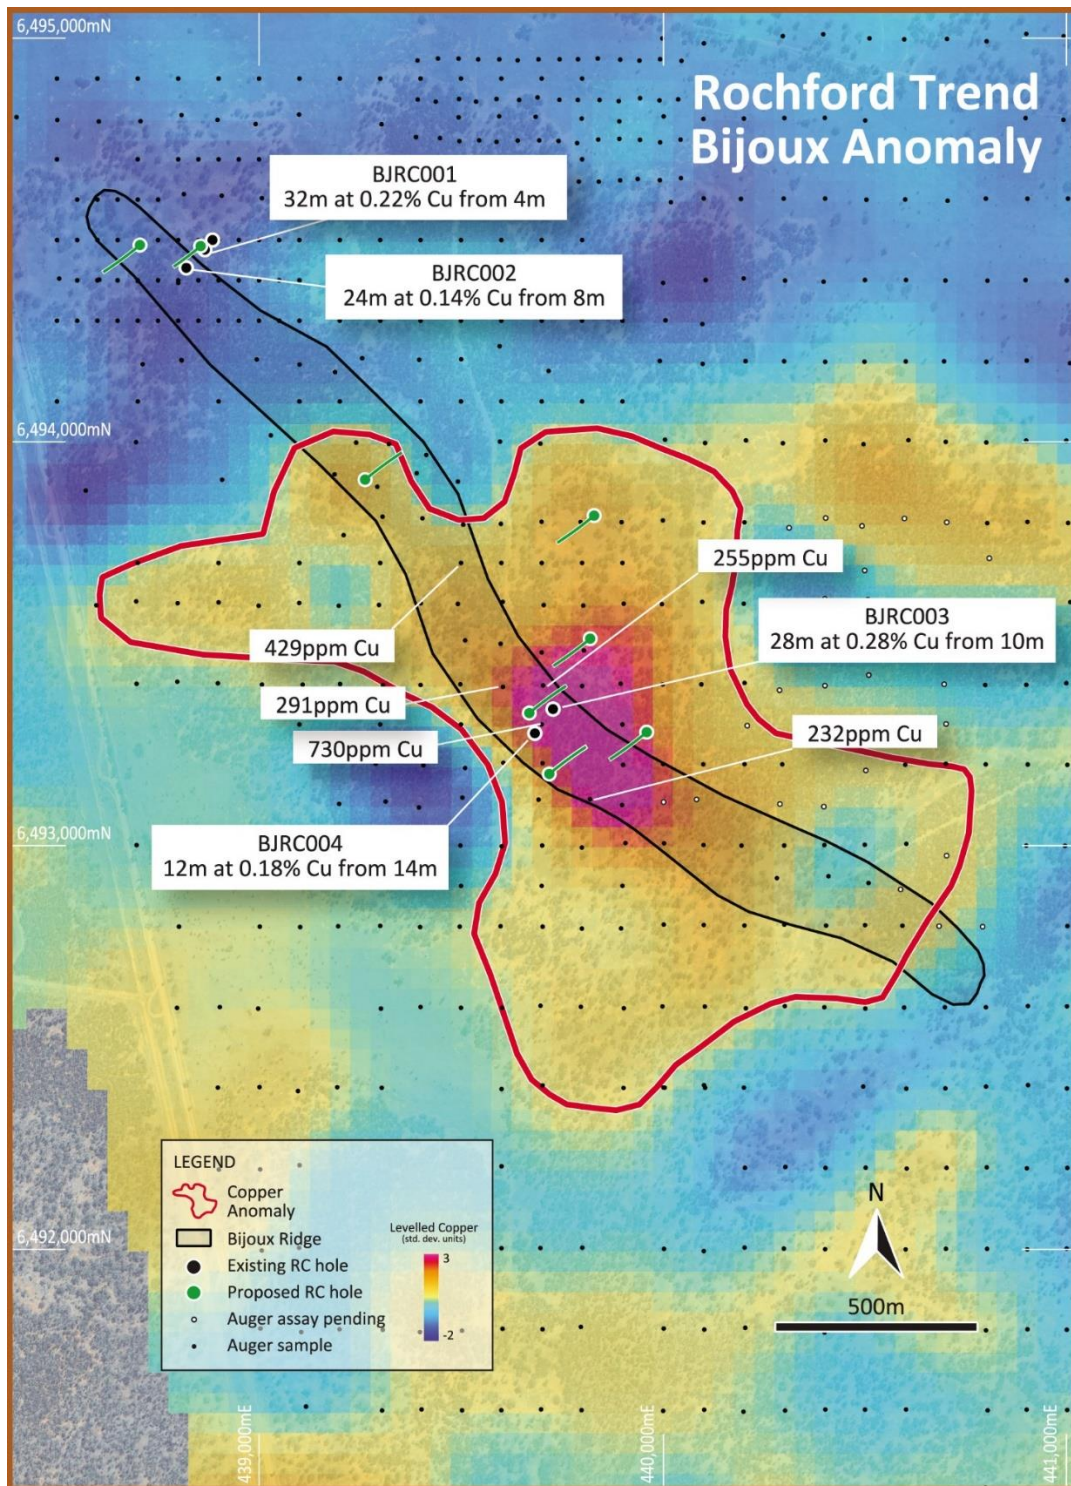 6,495,000mN
Rochford Trend
Bijoux Anomaly
BJRC001
32m at 0.22% Cu from 4m
BJRC002
24m at 0.14% Cu from 8m
6,494,000mN
255ppm Cu
BJRC003
28m at 0.28% Cu from 10m
429ppm Cu
291ppm Cu
730ppm Cu
232ppm Cu
BJRC004
12m at 0.18% Cu from 14m
6,493,000mN
LEGEND
Copper
Anomaly
Bijoux Ridge
Existing RC hole
Proposed RC hole
Auger assay pending
Auger sample
Levelled Copper
(std. dev. units)
3
-2
N
500m
6,492,000mN
439,000mE
440,000mE
441,000mE